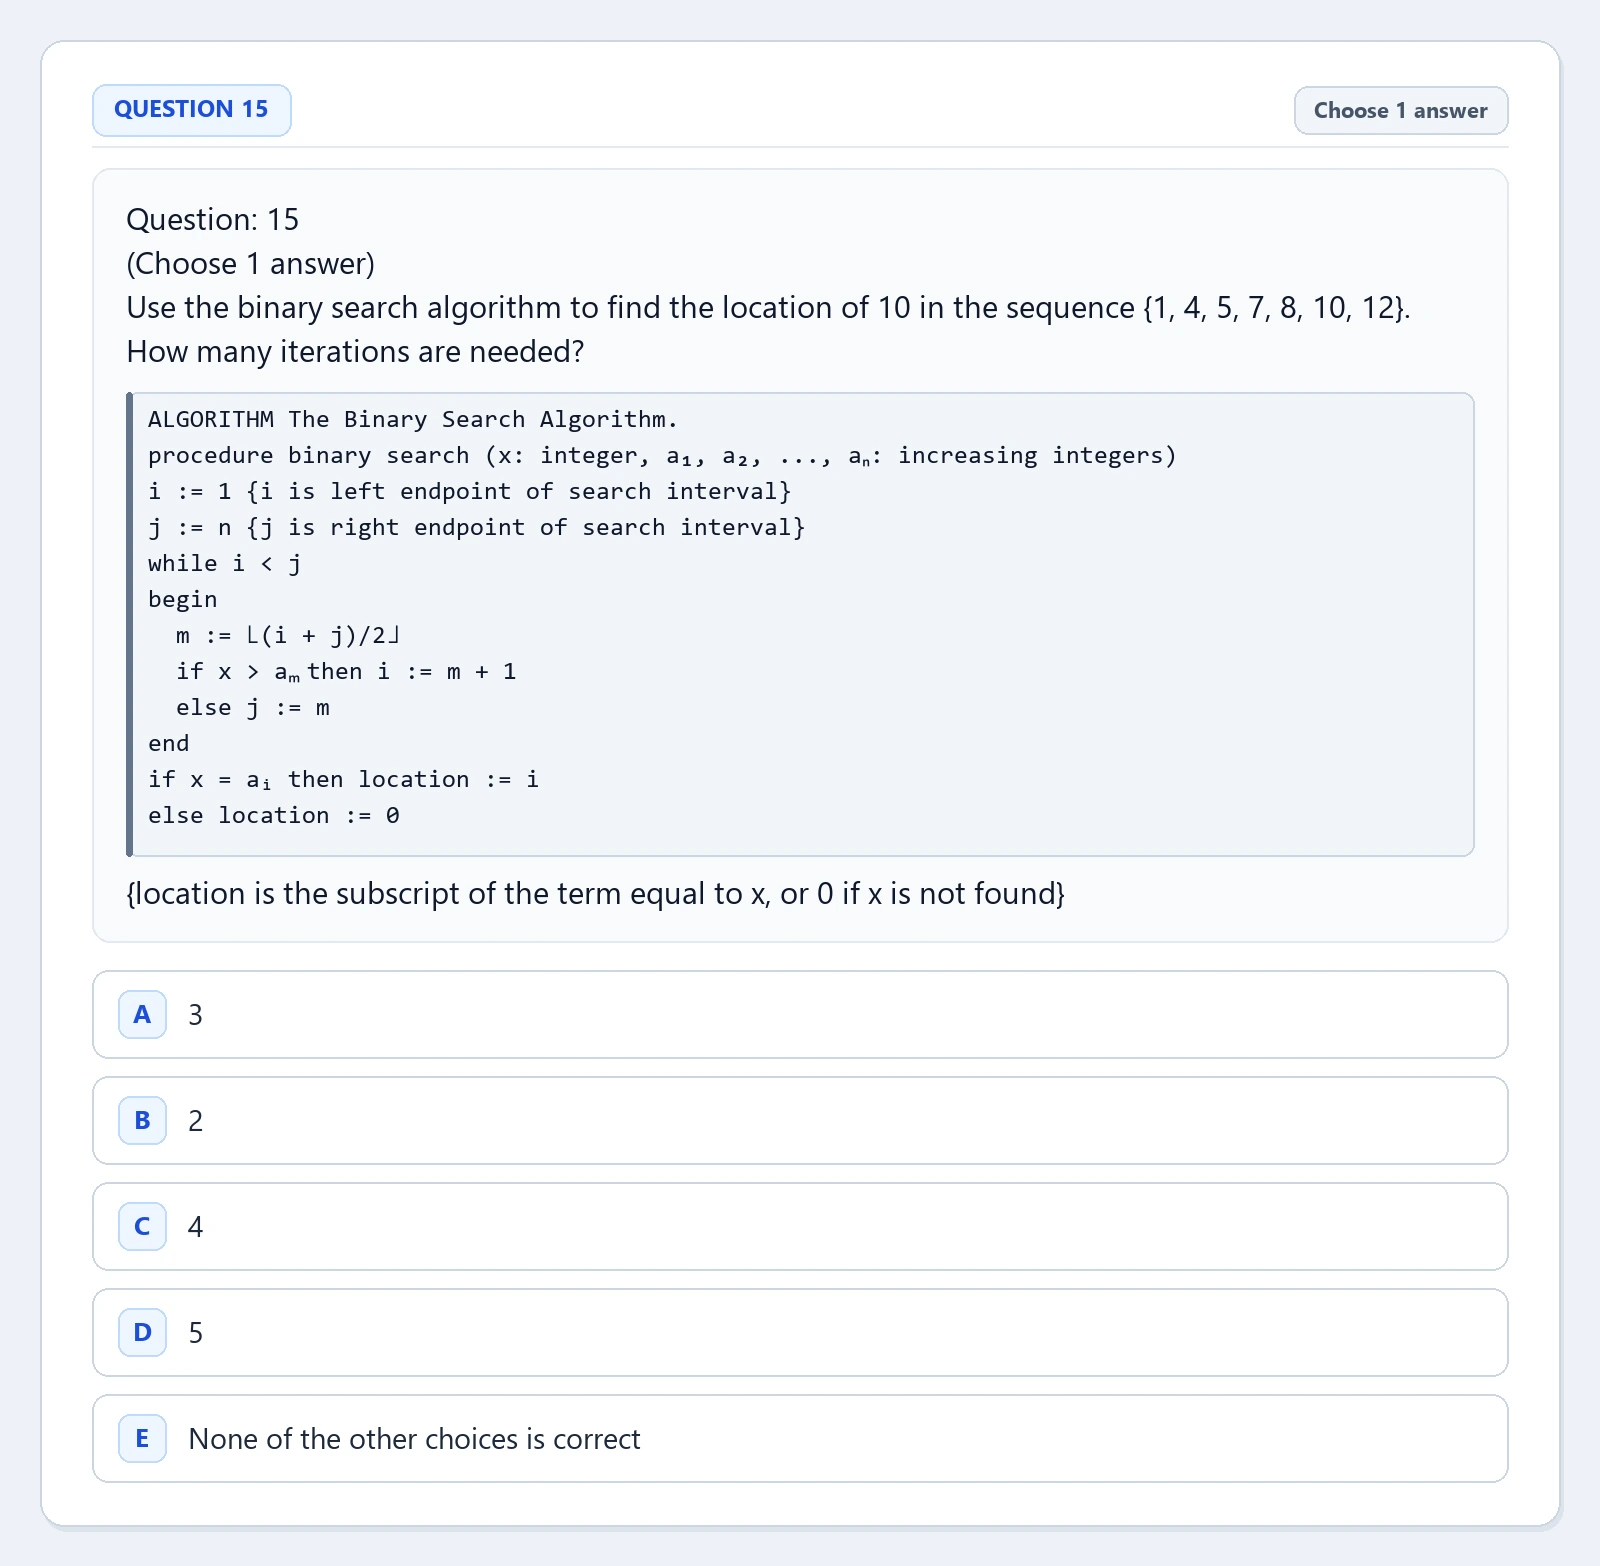 QUESTION 15
Choose 1 answer
Question: 15
(Choose 1 answer)
Use the binary search algorithm to find the location of 10 in the sequence {1, 4, 5, 7, 8, 10, 12}.
How many iterations are needed?
ALGORITHM The Binary Search Algorithm.
procedure binary search (x: integer, a₁, a₂, ..., aₙ: increasing integers)
i := 1 {i is left endpoint of search interval}
j := n {j is right endpoint of search interval}
while i < j
begin
  m := ⌊(i + j)/2⌋
  if x > aₘ then i := m + 1
  else j := m
end
if x = aᵢ then location := i
else location := 0
{location is the subscript of the term equal to x, or 0 if x is not found}
A 3
B 2
C 4
D 5
E None of the other choices is correct